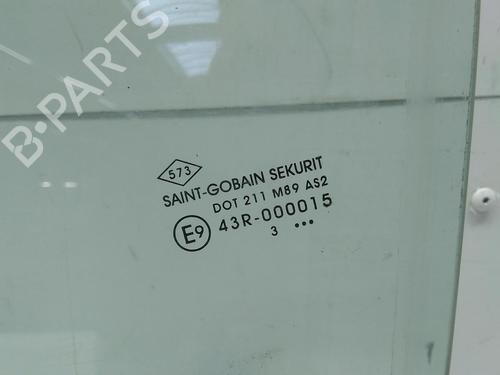 B-PARTS
573
SAINT-GOBAIN SEKURIT
DOT 211 M89 AS2
E9 43R-000015
3 •••